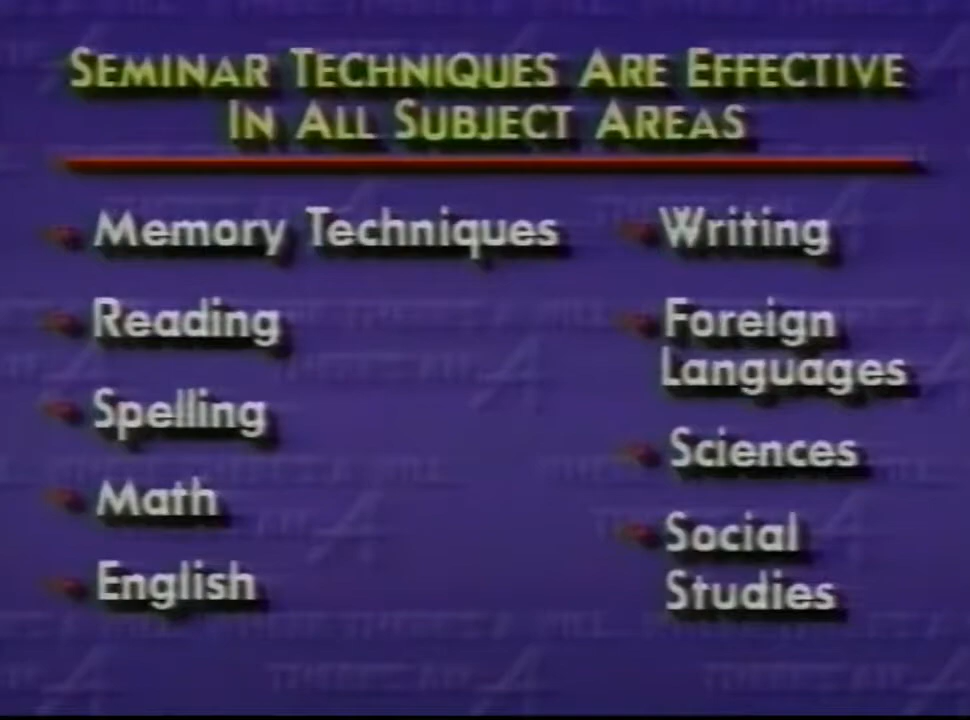 SEMINAR TECHNIQUES ARE EFFECTIVE
IN ALL SUBJECT AREAS
Memory Techniques
Reading
Spelling
Math
English
Writing
Foreign
Languages
Sciences
Social
Studies